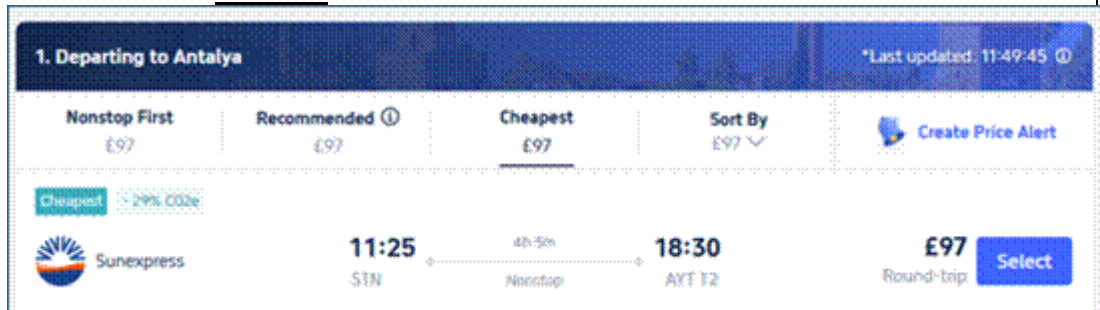 1. Departing to Antalya
*Last updated: 11:49:45
Nonstop First
£97
Recommended
£97
Cheapest
£97
Sort By
£97
Create Price Alert
Cheapest
- 29% CO2e
Sunexpress
11:25
STN
4h 5m
Nonstop
18:30
AYT T2
£97
Round-trip
Select